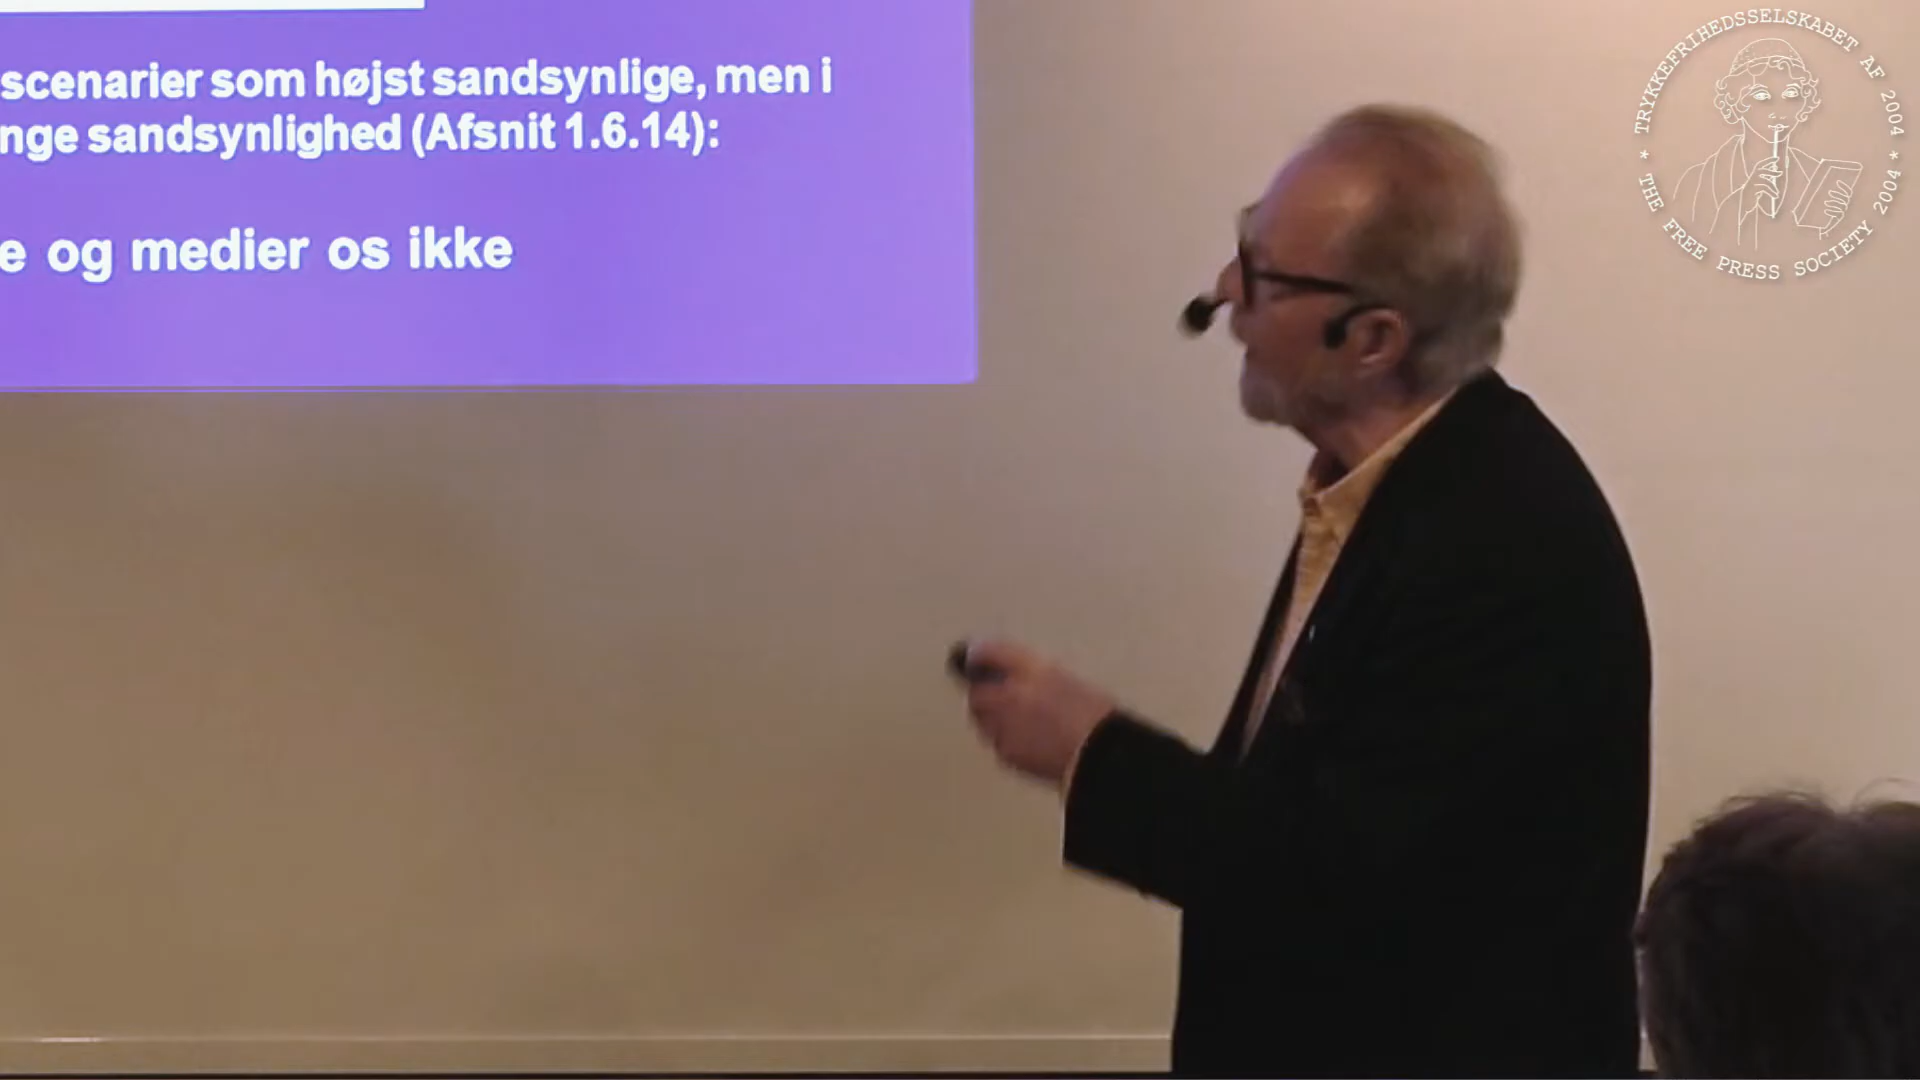 scenarier som højst sandsynlige, men i
nge sandsynlighed (Afsnit 1.6.14):
e og medier os ikke
TRYKKEFRIHEDSSELSKABET AF 2004
* THE FREE PRESS SOCIETY 2004 *